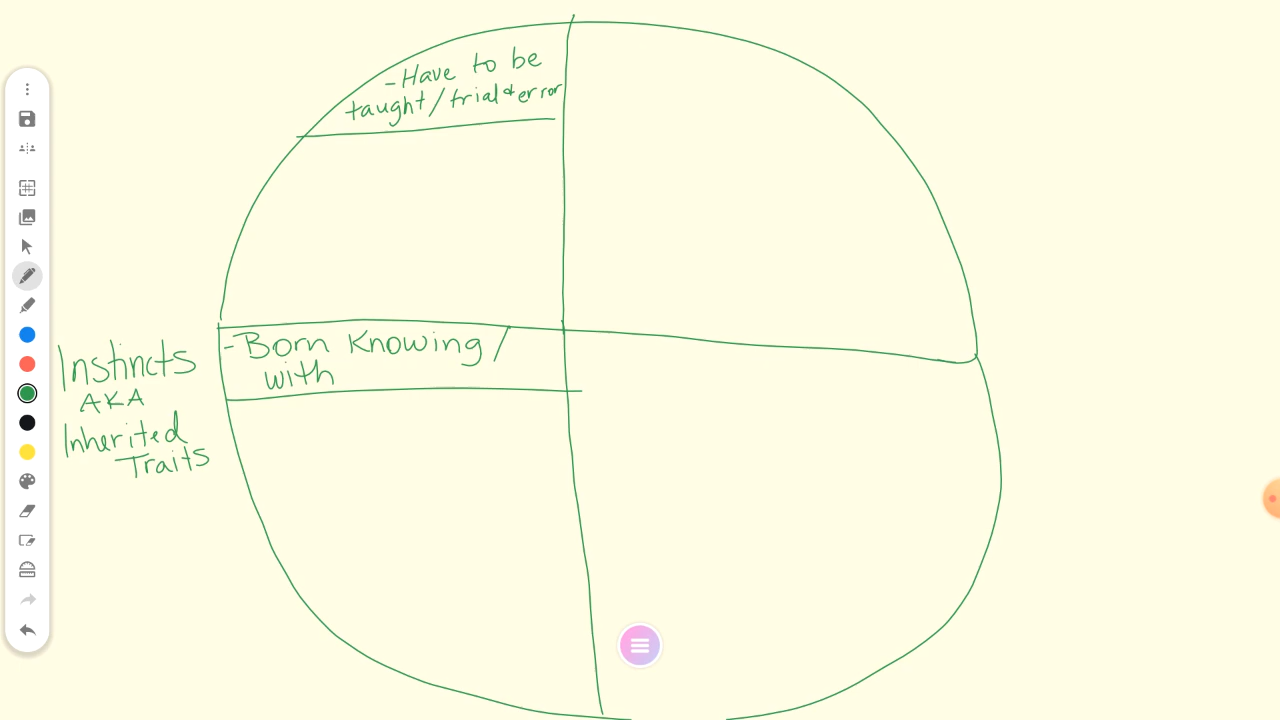 -Have to be
taught/trial & error
-Born Knowing/
with
Instincts
AKA
Inherited
Traits